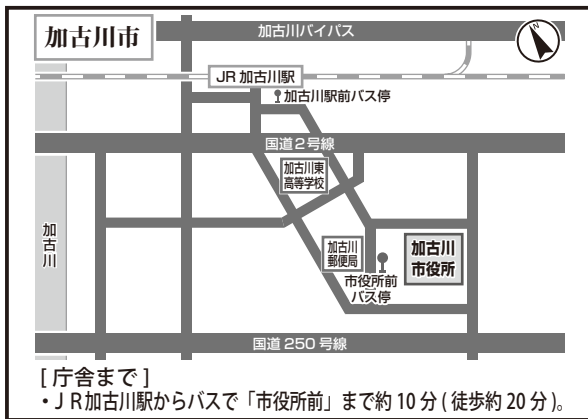 加古川市
加古川バイパス
N
JR 加古川駅
加古川駅前バス停
国道2号線
加古川東
高等学校
加古川
加古川
郵便局
加古川
市役所
市役所前
バス停
国道250号線
[ 庁舎まで ]
・JR加古川駅からバスで「市役所前」まで約 10 分 ( 徒歩約 20 分 )。